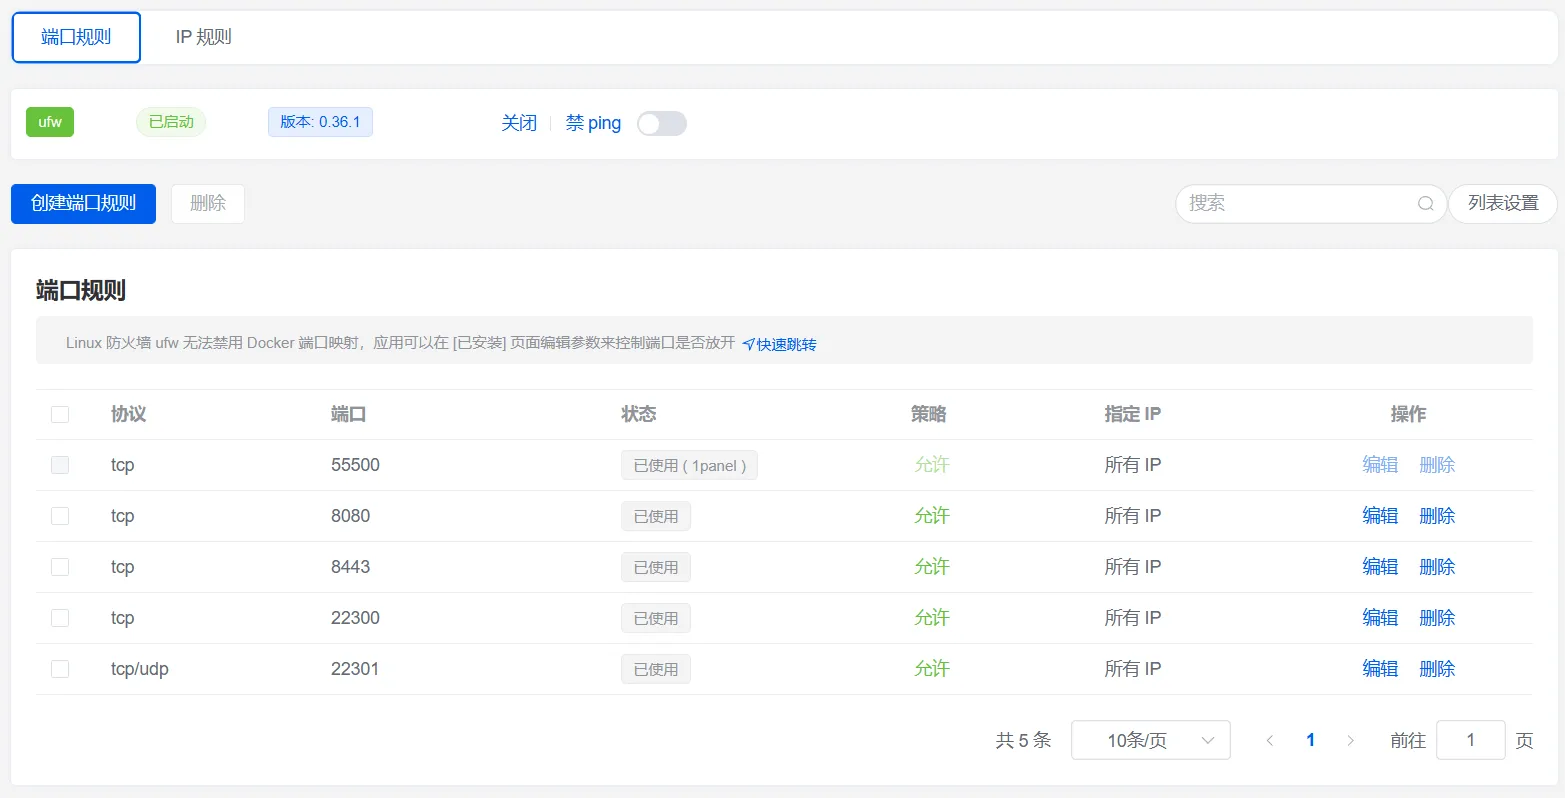 端口规则 IP 规则
ufw 已启动 版本: 0.36.1 关闭 禁 ping
创建端口规则 删除 搜索 列表设置
端口规则
Linux 防火墙 ufw 无法禁用 Docker 端口映射，应用可以在 [已安装] 页面编辑参数来控制端口是否放开 快速跳转
协议 端口 状态 策略 指定 IP 操作
tcp 55500 已使用 ( 1panel ) 允许 所有 IP 编辑 删除
tcp 8080 已使用 允许 所有 IP 编辑 删除
tcp 8443 已使用 允许 所有 IP 编辑 删除
tcp 22300 已使用 允许 所有 IP 编辑 删除
tcp/udp 22301 已使用 允许 所有 IP 编辑 删除
共 5 条 10条/页 1 前往 1 页